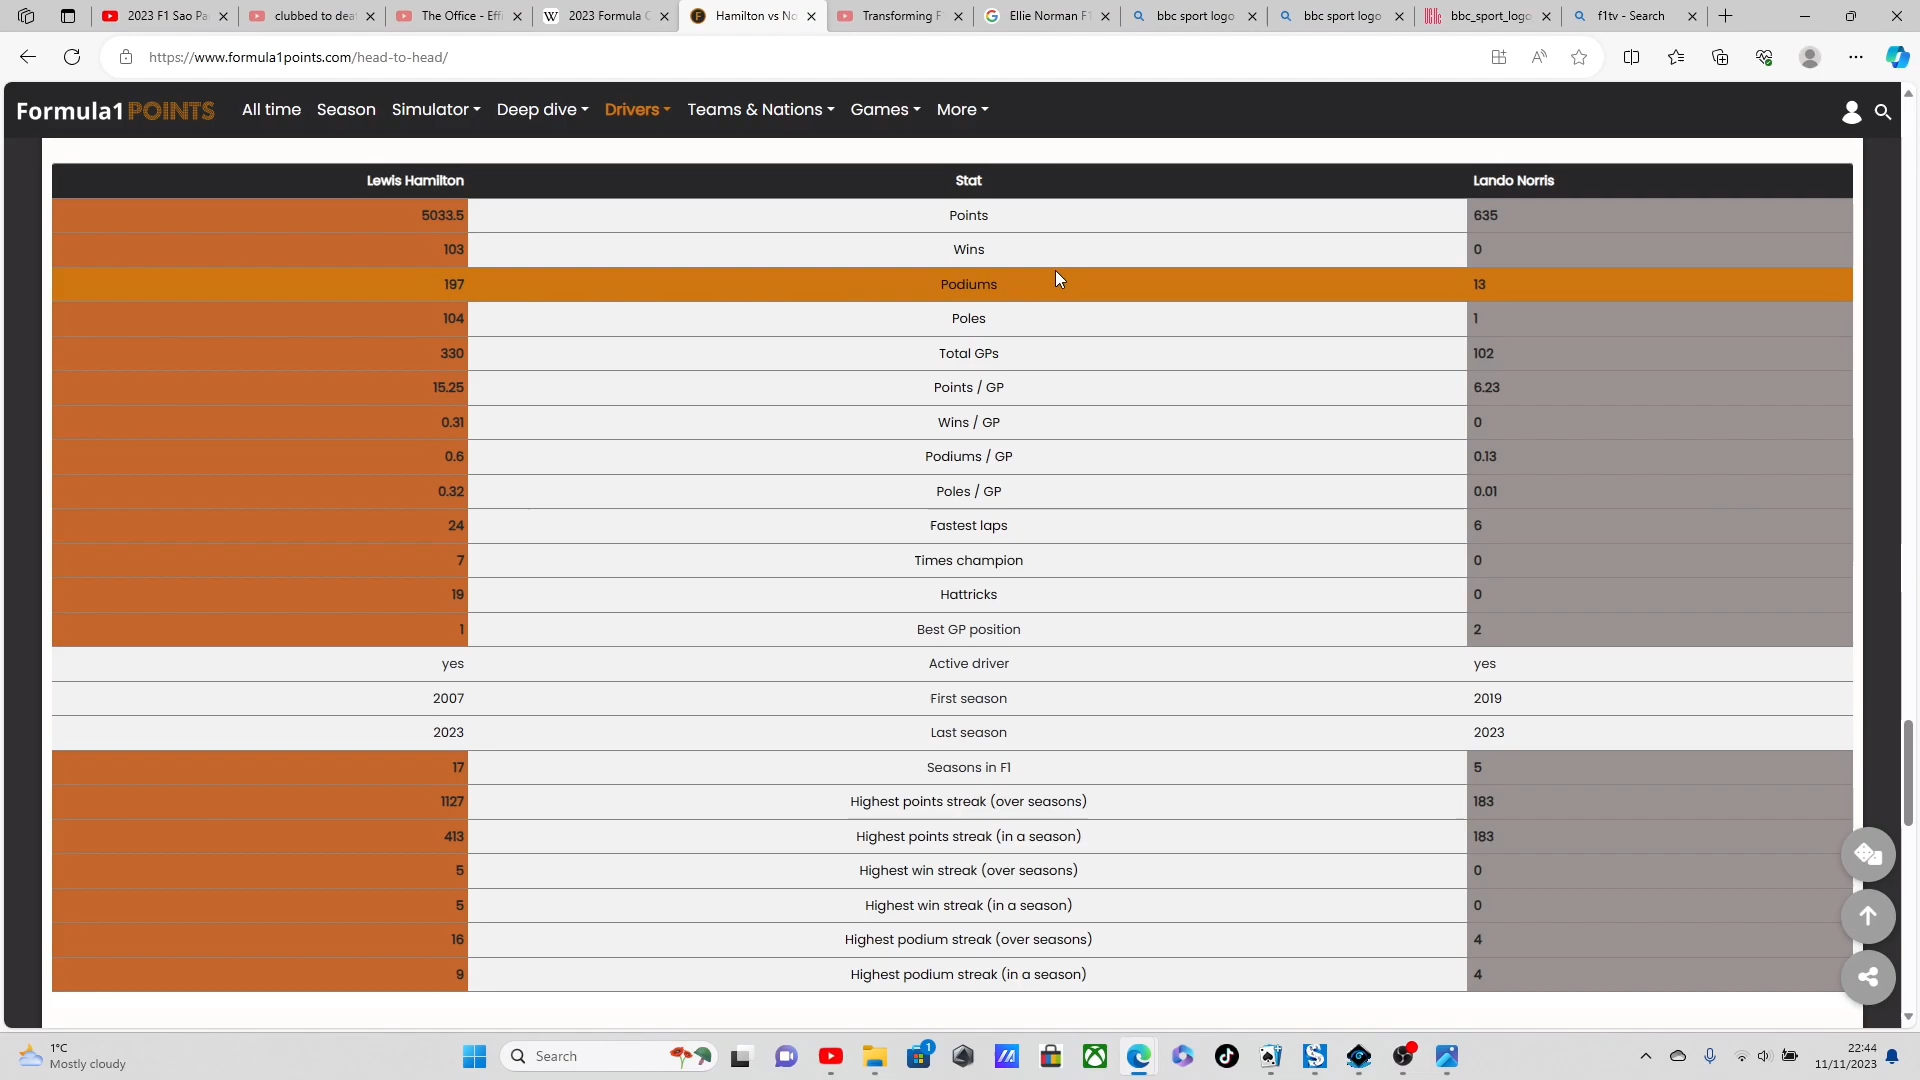 2023 F1 Sao Pa
clubbed to dea
The Office - Effi
2023 Formula C
Hamilton vs No
Transforming F
Ellie Norman F1
bbc sport logo
bbc sport logo
bbc_sport_logo
f1tv - Search
https://www.formula1points.com/head-to-head/
Formula1 POINTS All time Season Simulator Deep dive Drivers Teams & Nations Games More
Lewis Hamilton Stat Lando Norris
5033.5 Points 635
103 Wins 0
197 Podiums 13
104 Poles 1
330 Total GPs 102
15.25 Points / GP 6.23
0.31 Wins / GP 0
0.6 Podiums / GP 0.13
0.32 Poles / GP 0.01
24 Fastest laps 6
7 Times champion 0
19 Hattricks 0
1 Best GP position 2
yes Active driver yes
2007 First season 2019
2023 Last season 2023
17 Seasons in F1 5
1127 Highest points streak (over seasons) 183
413 Highest points streak (in a season) 183
5 Highest win streak (over seasons) 0
5 Highest win streak (in a season) 0
16 Highest podium streak (over seasons) 4
9 Highest podium streak (in a season) 4
1°C
Mostly cloudy
Search
1
22:44
11/11/2023